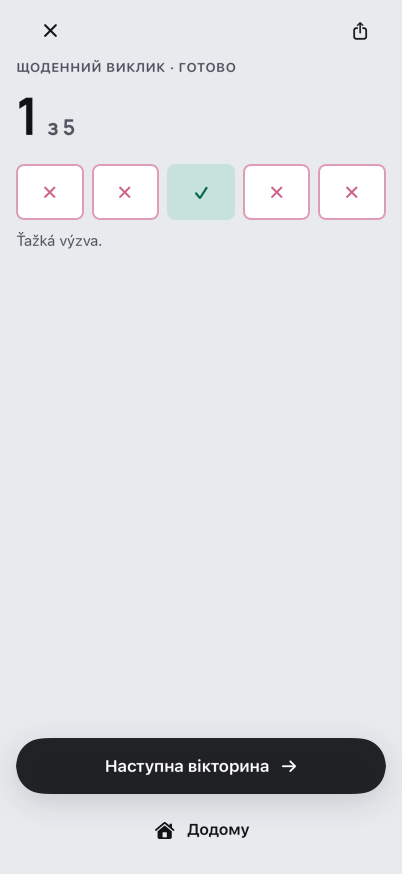 ЩОДЕННИЙ ВИКЛИК · ГОТОВО
1 з 5
Ťažká výzva.
Наступна вікторина
Додому